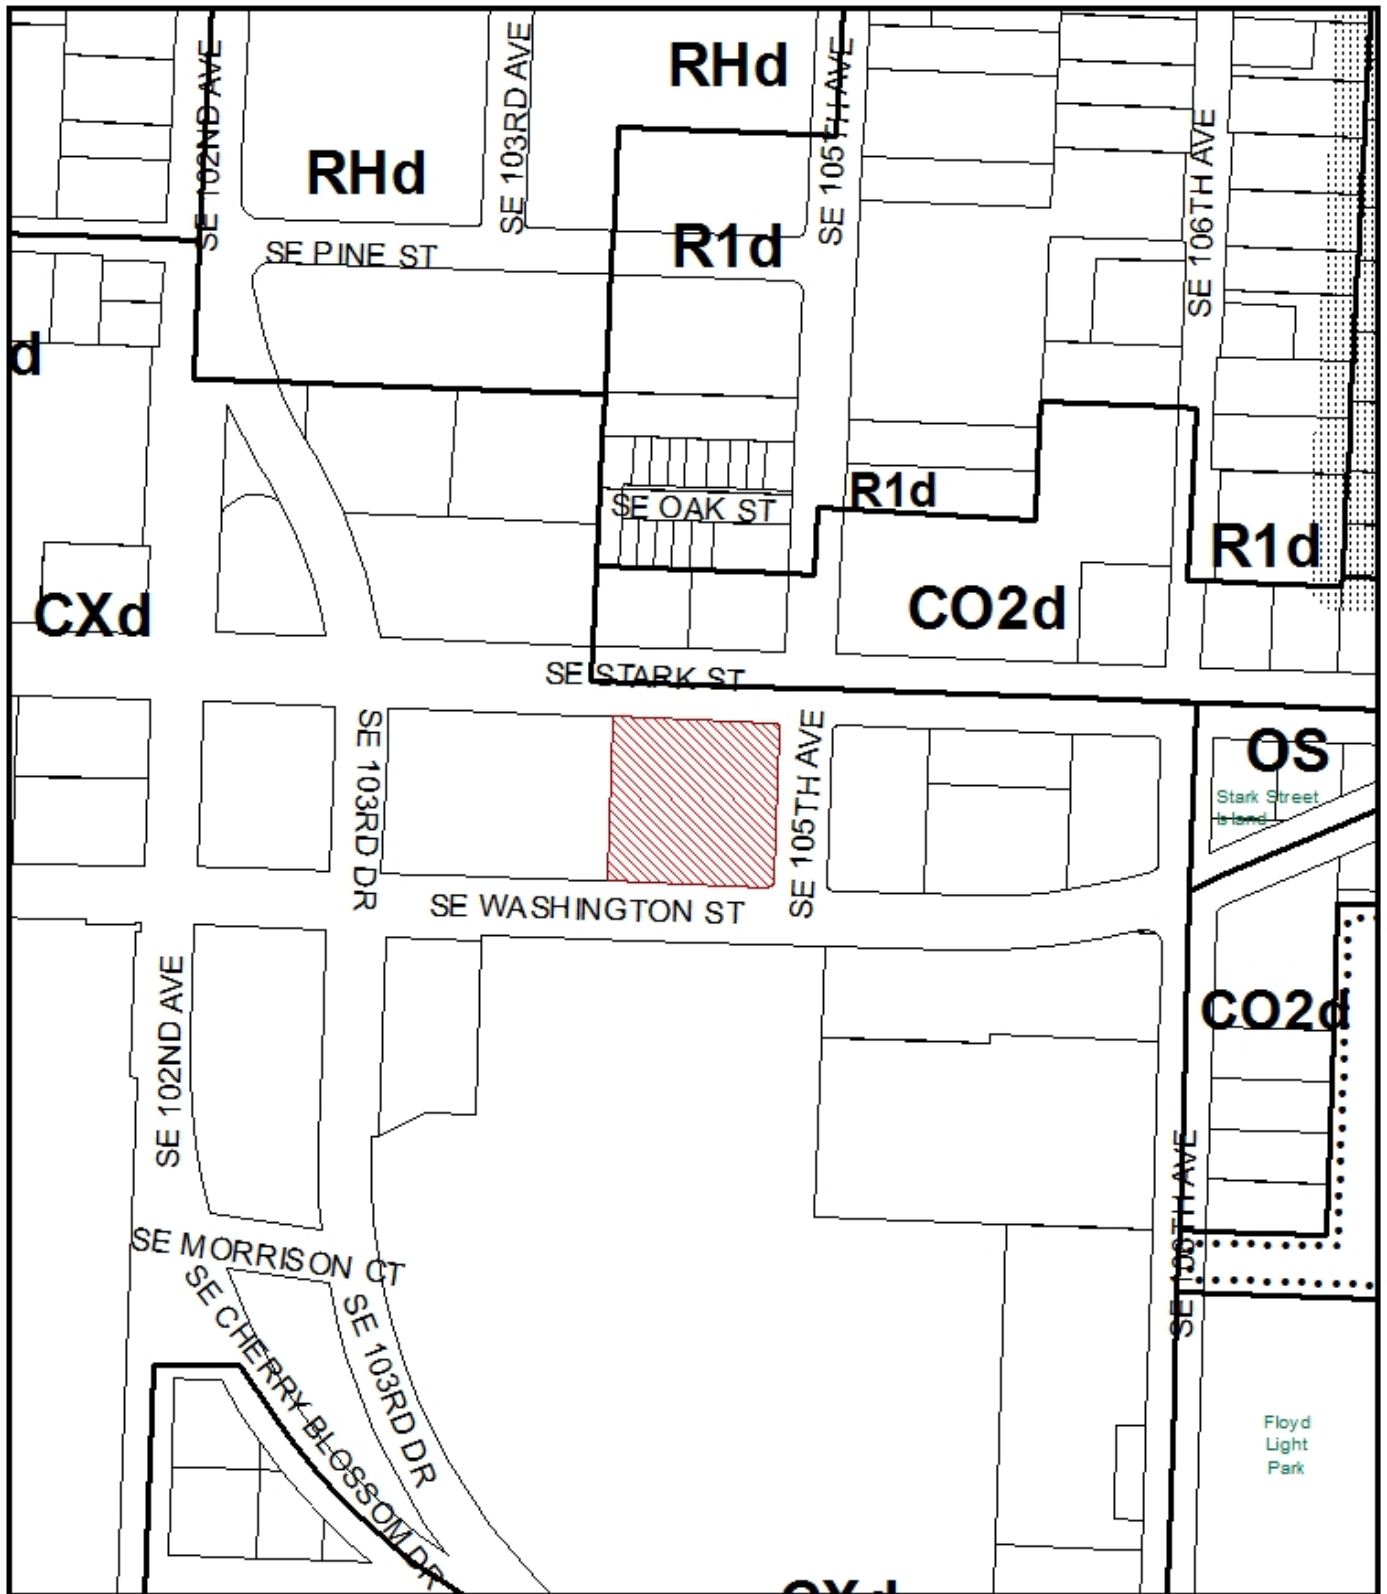 RHd
SE 102ND AVE
SE 103RD AVE
SE 105TH AVE
RHd
SE 106TH AVE
R1d
SE PINE ST
d
R1d
SE OAK ST
R1d
CXd
CO2d
SE STARK ST
SE 103RD DR
SE 105TH AVE
OS
Stark Street
Island
SE WASHINGTON ST
SE 102ND AVE
CO2d
SE 106TH AVE
SE MORRISON CT
SE CHERRY BLOSSOM DR
SE 103RD DR
Floyd
Light
Park